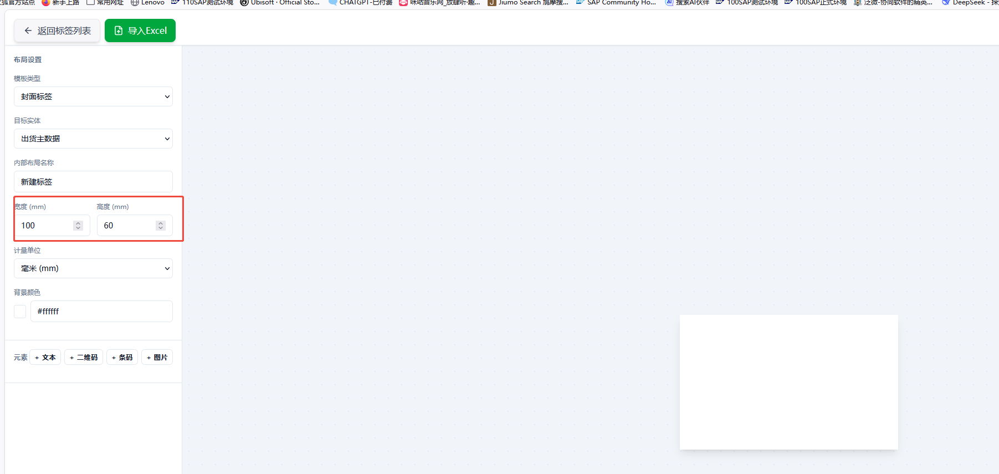 狐官方站点 新手上路 常用网址 Lenovo 110SAP测试环境 Ubisoft · Official Sto... CHATGPT-已付费 咪咕音乐网_放肆听·趣... Jiumo Search 鸠摩搜... SAP Community Ho... 搜索AI伙伴 100SAP测试环境 100SAP正式环境 泛微-协同软件的精英... DeepSeek - 探
返回标签列表 导入Excel
布局设置
模板类型
封面标签
目标实体
出货主数据
内部布局名称
新建标签
宽度 (mm) 高度 (mm)
100 60
计量单位
毫米 (mm)
背景颜色
#ffffff
元素 + 文本 + 二维码 + 条码 + 图片